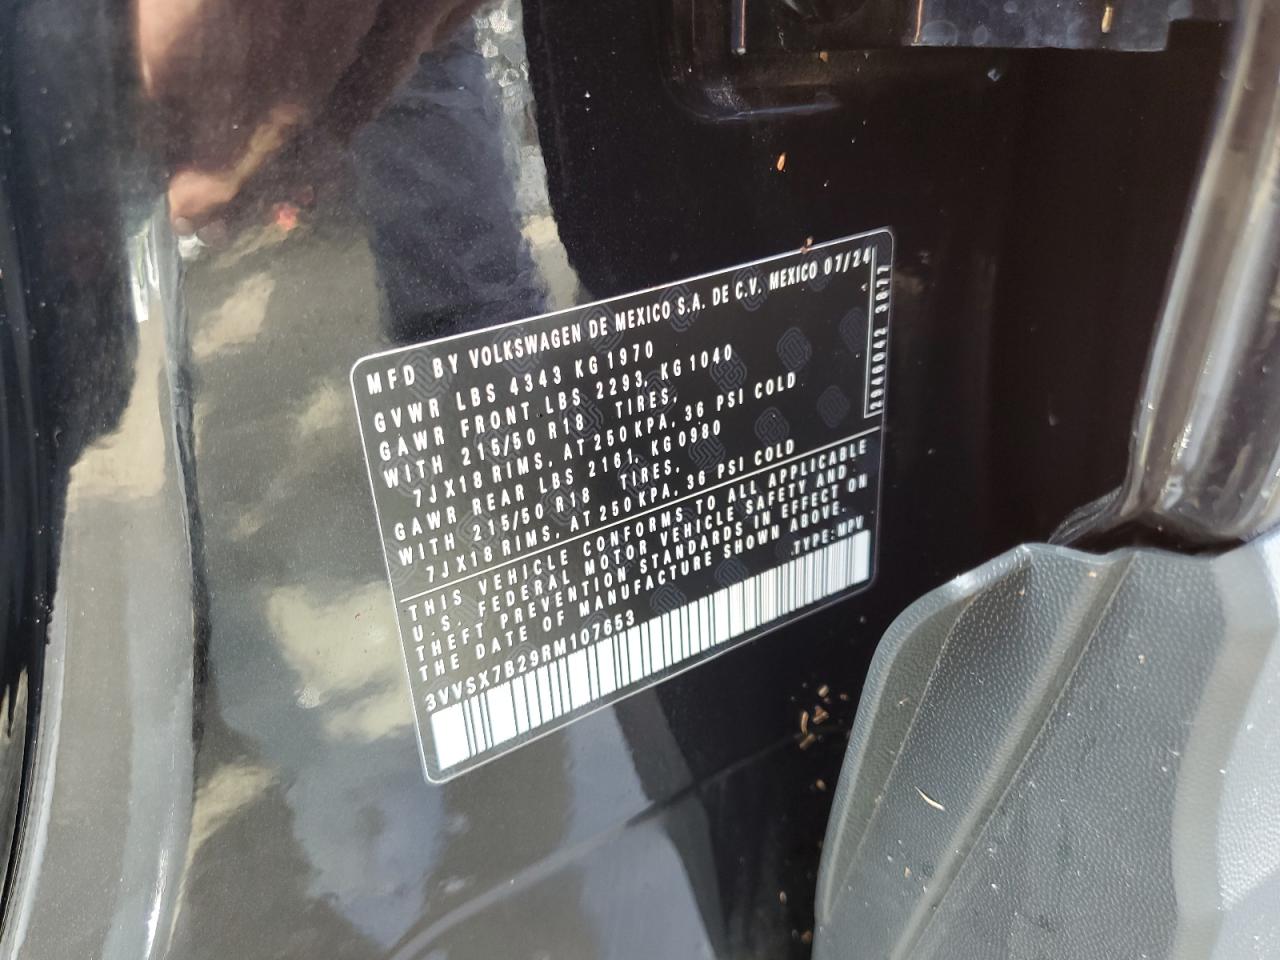 MFD BY VOLKSWAGEN DE MEXICO S.A. DE C.V. MEXICO 07/24
GVWR LBS 4343 KG 1970
GAWR FRONT LBS 2293, KG 1040
WITH 215/50 R18 TIRES,
7JX18 RIMS, AT 250 KPA, 36 PSI COLD
GAWR REAR LBS 2161, KG 0980
WITH 215/50 R18 TIRES,
7JX18 RIMS, AT 250 KPA, 36 PSI COLD
THIS VEHICLE CONFORMS TO ALL APPLICABLE
U.S. FEDERAL MOTOR VEHICLE SAFETY AND
THEFT PREVENTION STANDARDS IN EFFECT ON
THE DATE OF MANUFACTURE SHOWN ABOVE.
3VVSX7B29RM107653 TYPE: MPV
2940042 3077